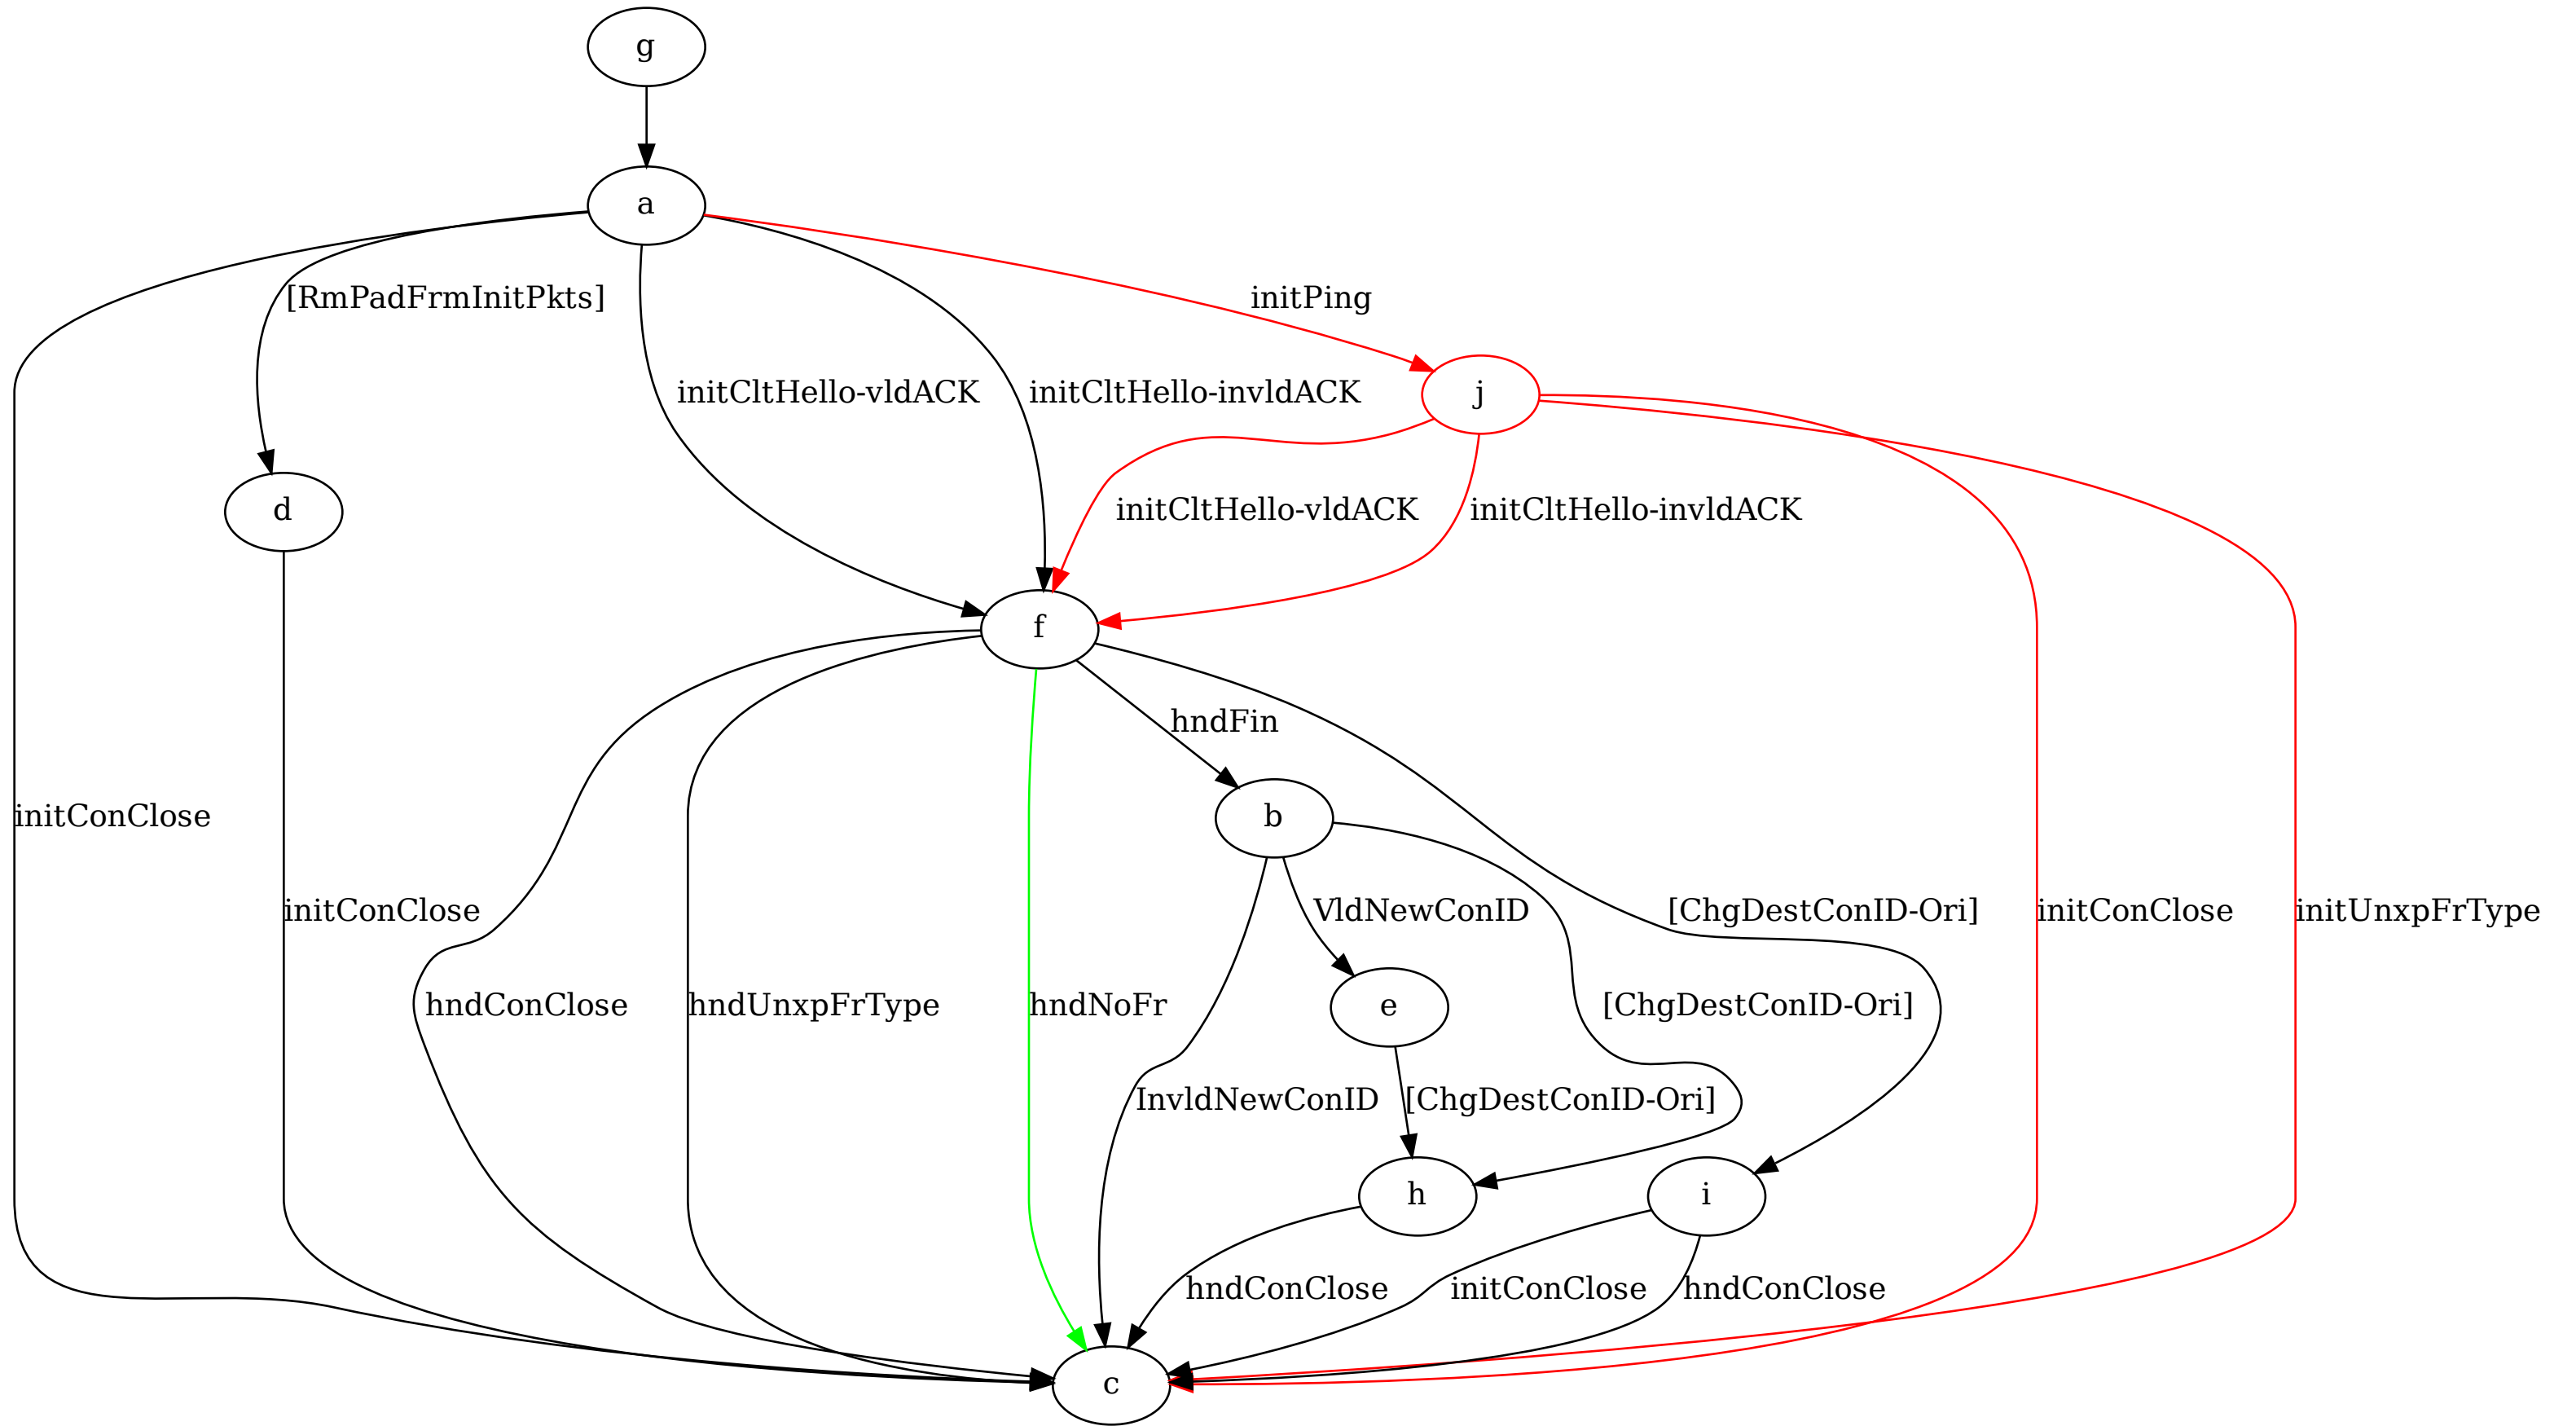 g
a
[RmPadFrmInitPkts]
initPing
initCltHello-vldACK
initCltHello-invldACK
j
d
initCltHello-vldACK
initCltHello-invldACK
f
hndFin
initConClose
b
initConClose
VldNewConID
[ChgDestConID-Ori]
initConClose
initUnxpFrType
hndConClose
hndUnxpFrType
hndNoFr
e
[ChgDestConID-Ori]
InvldNewConID
[ChgDestConID-Ori]
h
i
hndConClose
initConClose
hndConClose
c